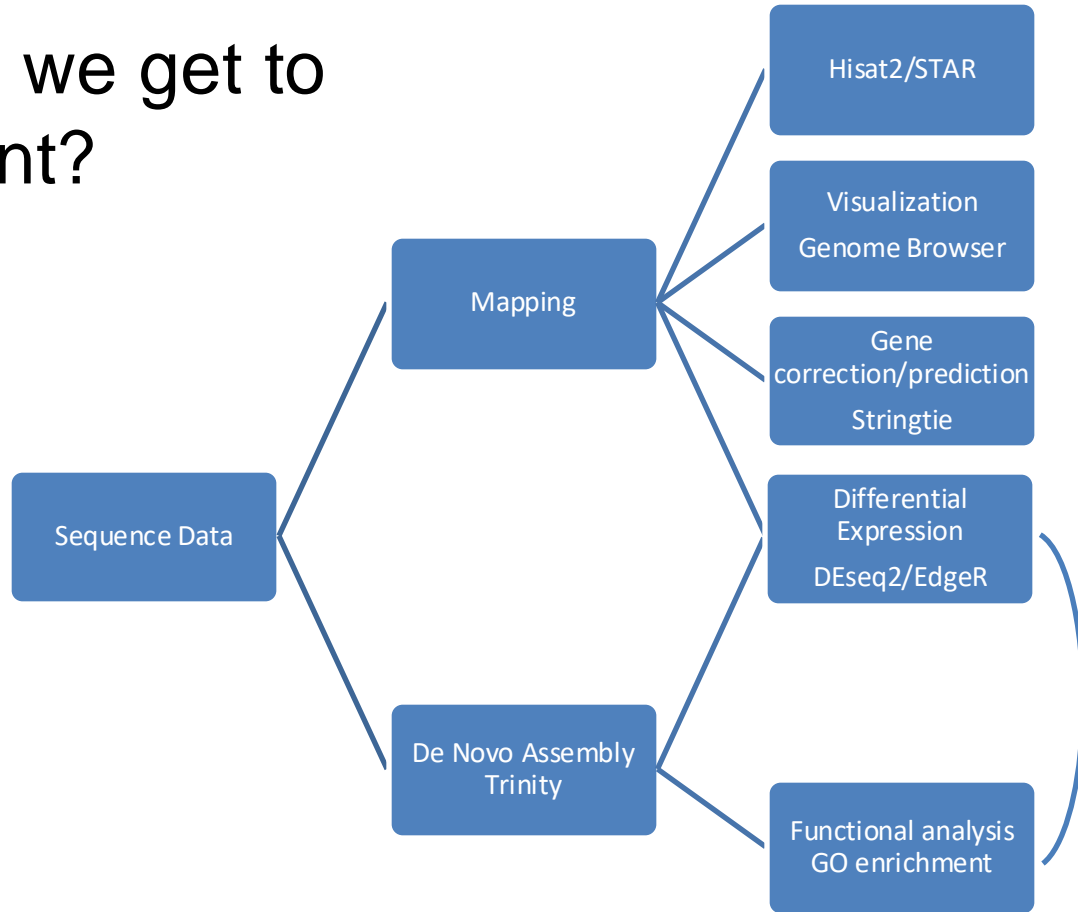 we get to
nt?
Hisat2/STAR
Visualization
Genome Browser
Mapping
Gene
correction/prediction
Stringtie
Sequence Data
Differential
Expression
DEseq2/EdgeR
De Novo Assembly
Trinity
Functional analysis
GO enrichment